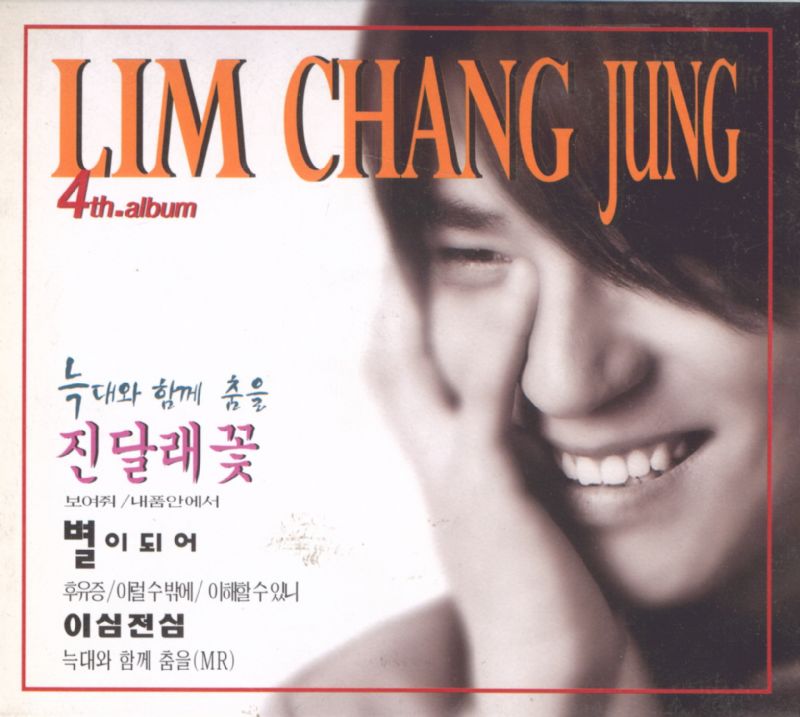 LIM CHANG JUNG
4th.album
늑대와 함께 춤을
진달래꽃
보여줘/내품안에서
별이 되어
후유증/이럴수밖에/이해할수있니
이심전심
늑대와 함께 춤을(MR)